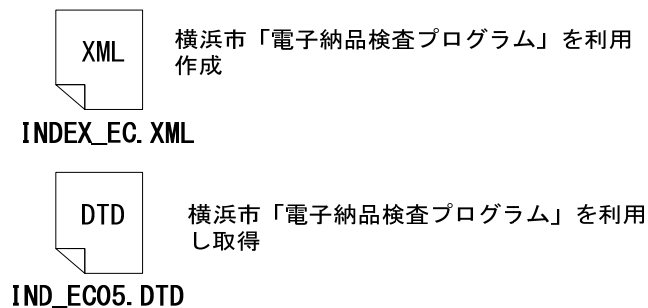 XML
横浜市「電子納品検査プログラム」を利用
作成
INDEX_EC.XML
DTD
横浜市「電子納品検査プログラム」を利用
し取得
IND_EC05.DTD